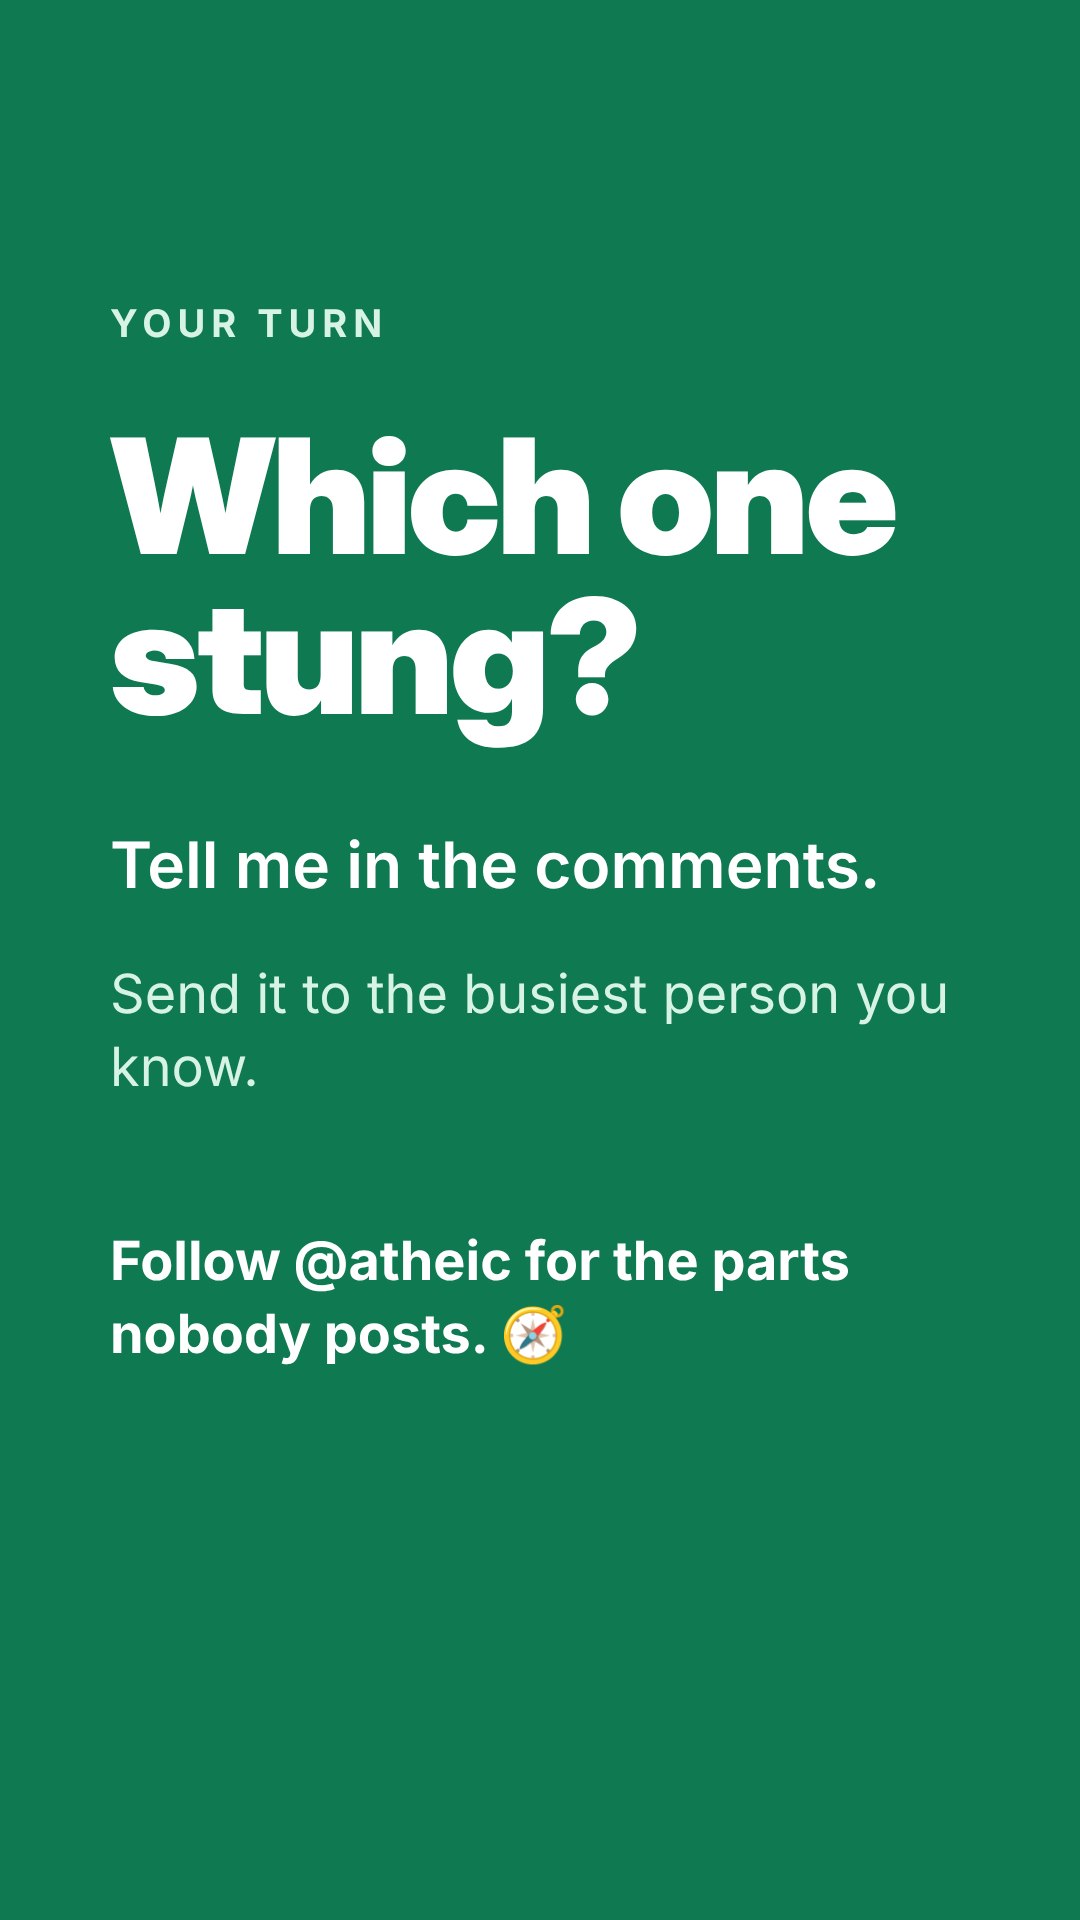 YOUR TURN
Which one
stung?
Tell me in the comments.
Send it to the busiest person you
know.
Follow @atheic for the parts
nobody posts. 🧭